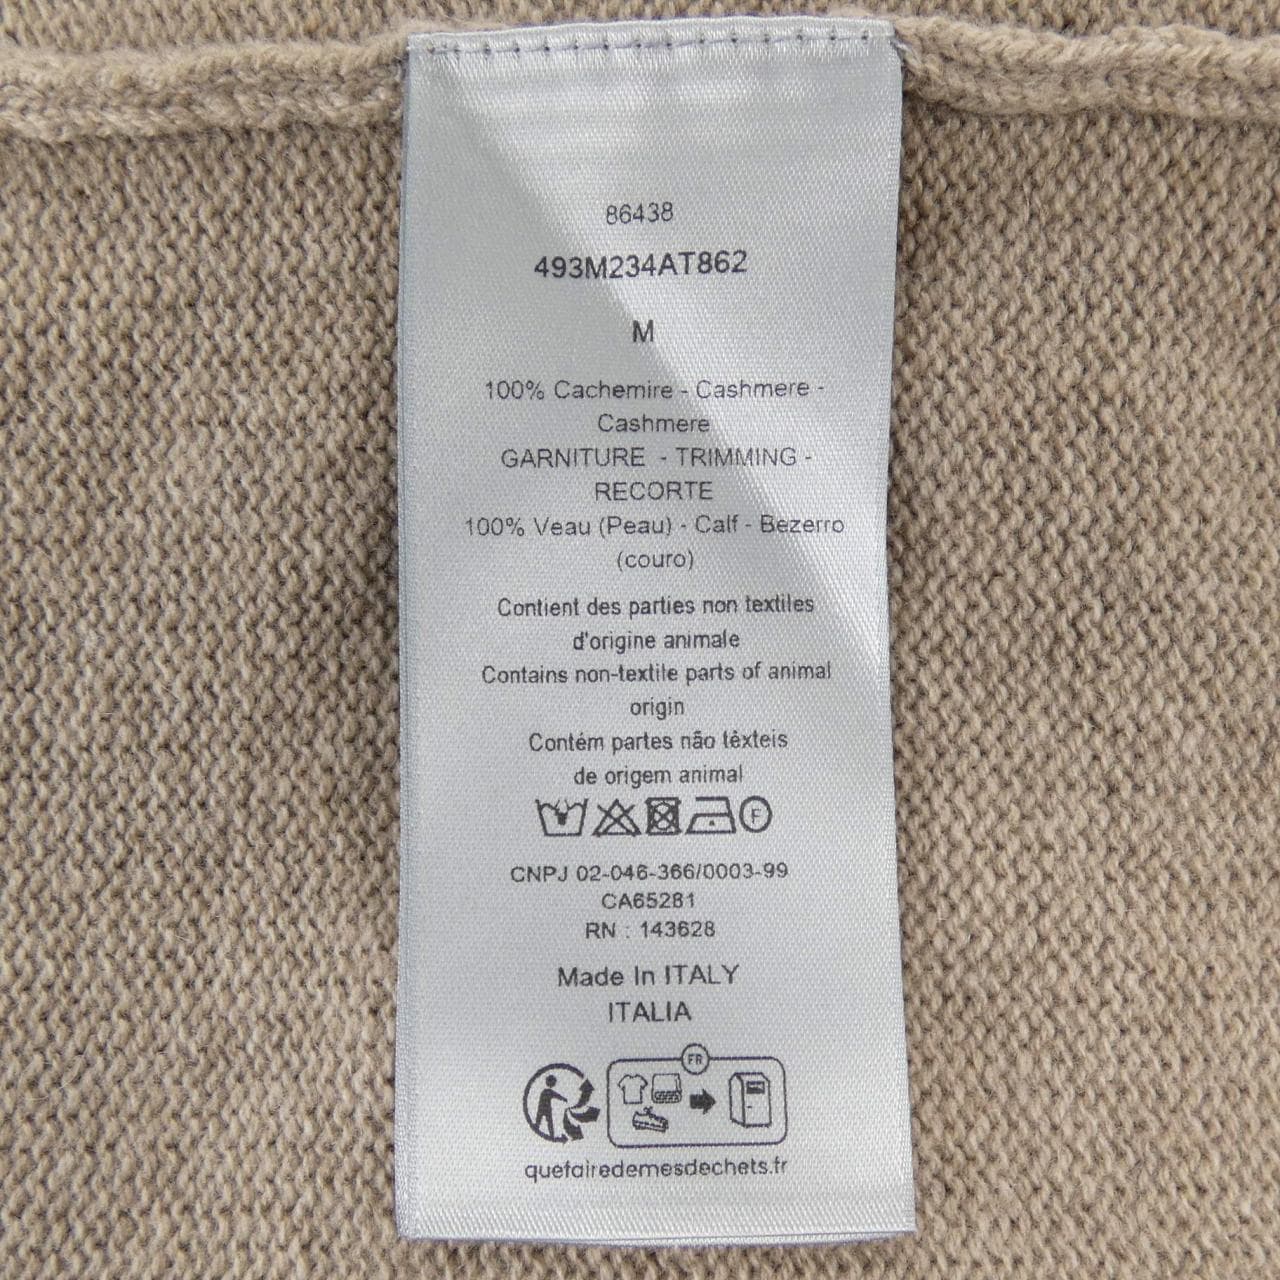 86438
493M234AT862
M
100% Cachemire - Cashmere -
Cashmere
GARNITURE - TRIMMING -
RECORTE
100% Veau (Peau) - Calf - Bezerro
(couro)
Contient des parties non textiles
d'origine animale
Contains non-textile parts of animal
origin
Contém partes não têxteis
de origem animal
F
CNPJ 02-046-366/0003-99
CA65281
RN : 143628
Made In ITALY
ITALIA
FR
quefairedemesdechets.fr